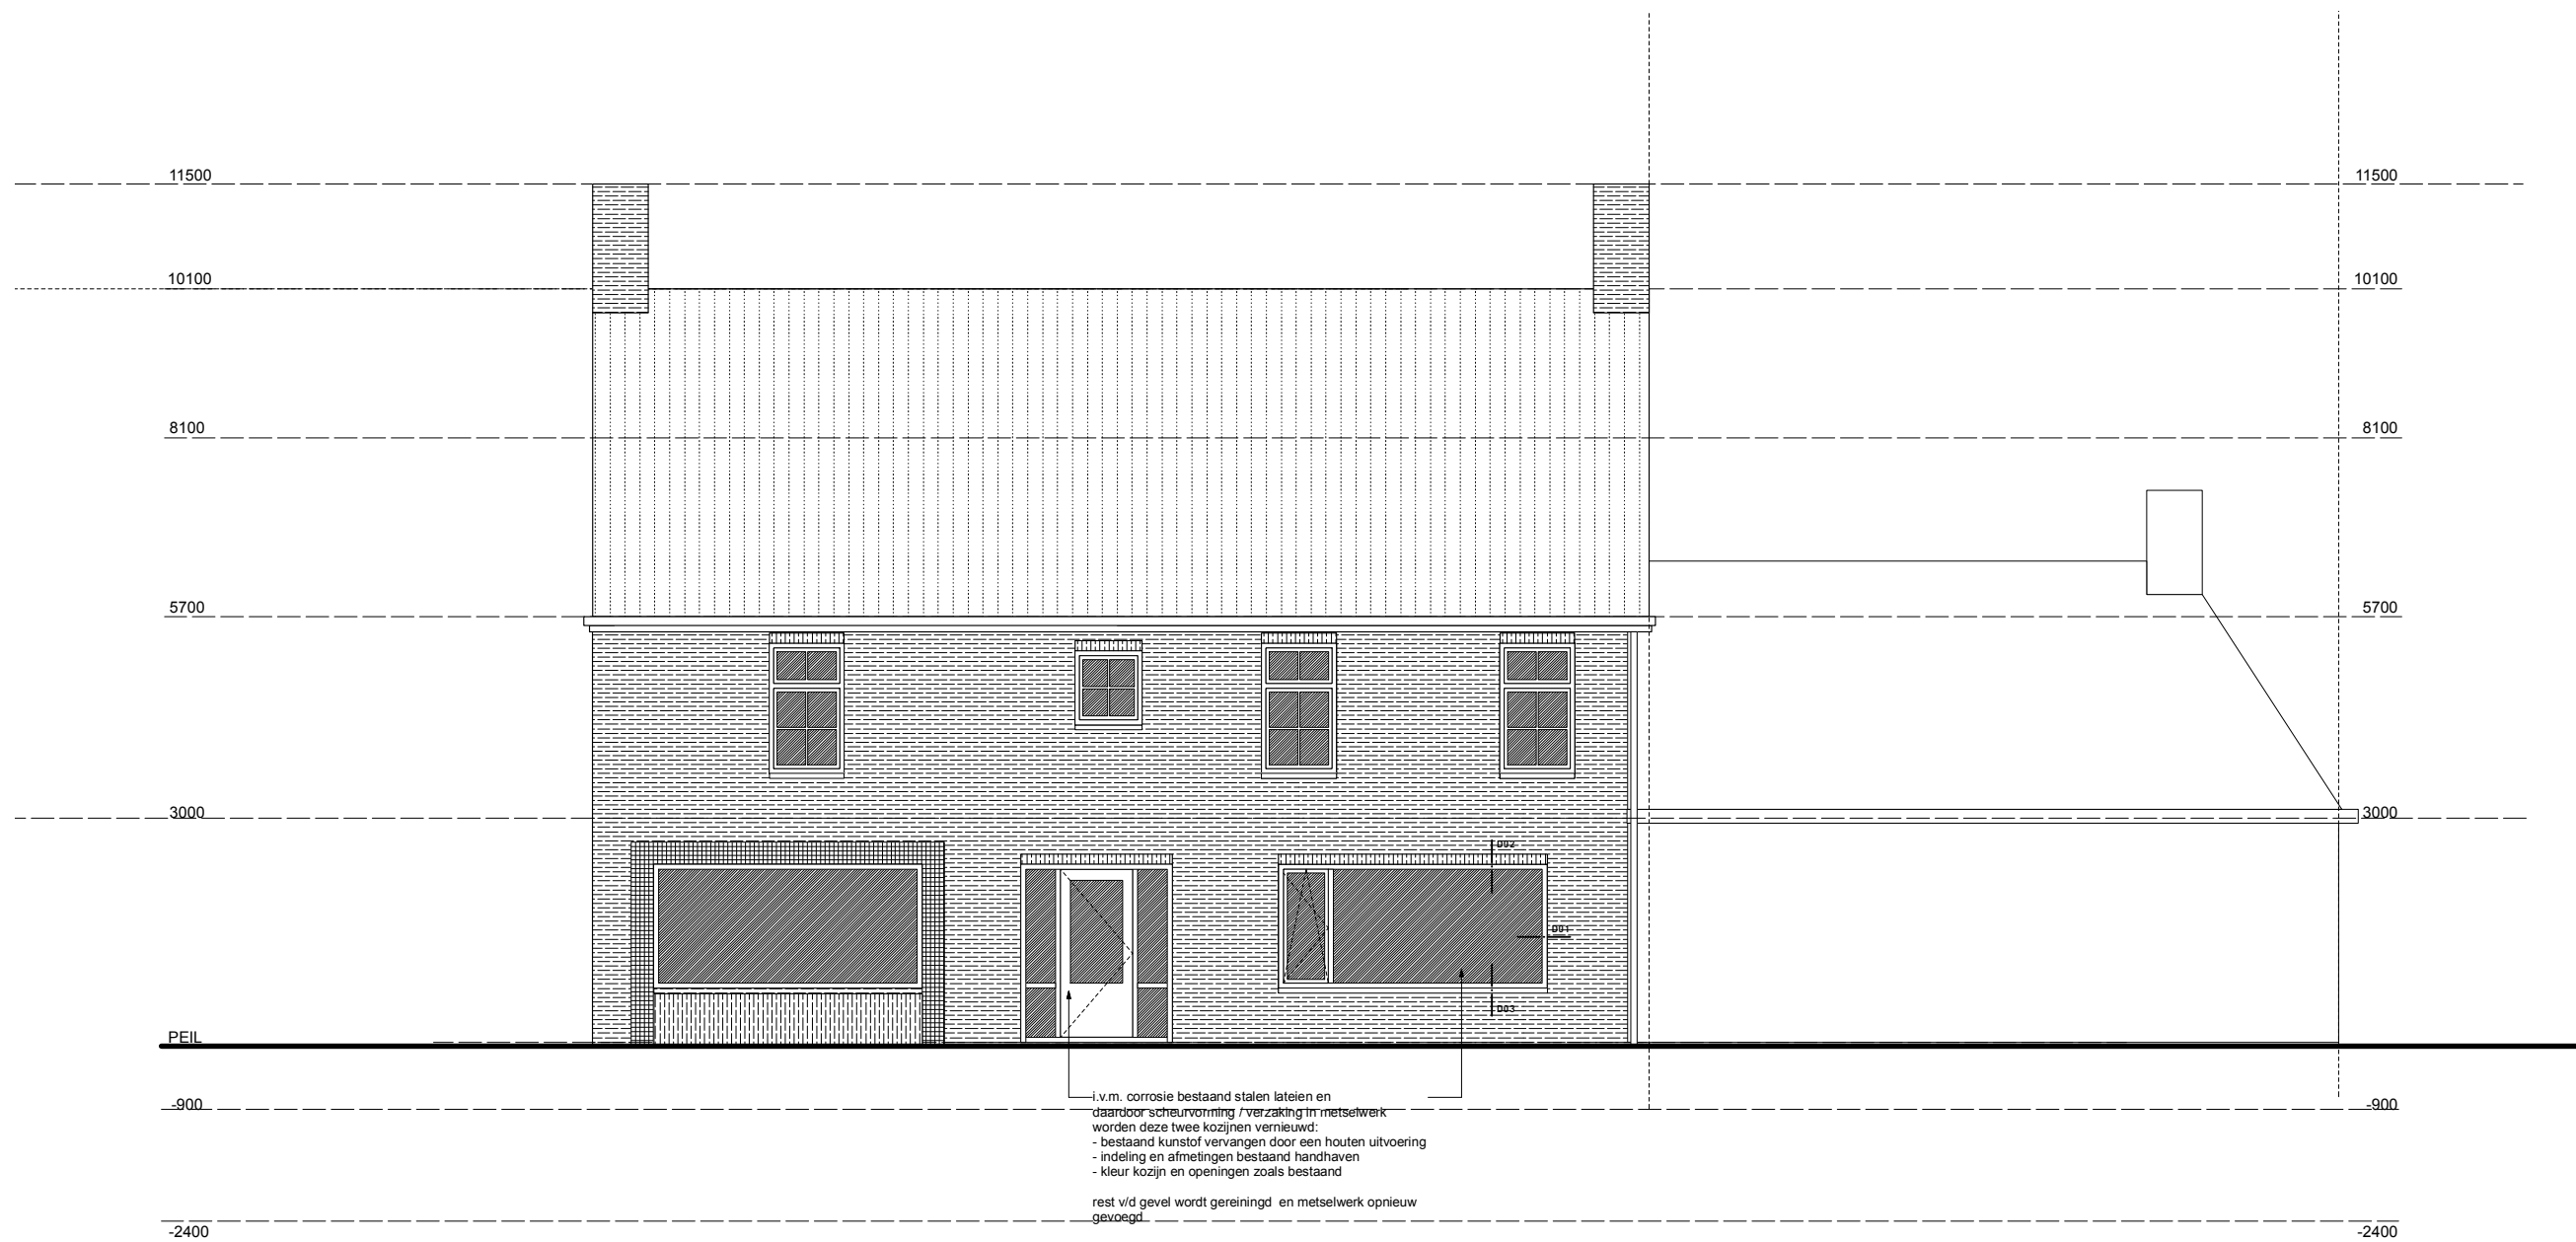 11500 11500
10100 10100
8100 8100
5700 5700
3000 3000
D02
D01
D03
PEIL
i.v.m. corrosie bestaand stalen lateien en
-900 -900
daardoor scheurvorming / verzaking in metselwerk
worden deze twee kozijnen vernieuwd:
- bestaand kunstof vervangen door een houten uitvoering
- indeling en afmetingen bestaand handhaven
- kleur kozijn en openingen zoals bestaand
rest v/d gevel wordt gereiningd en metselwerk opnieuw
gevoegd
-2400 -2400